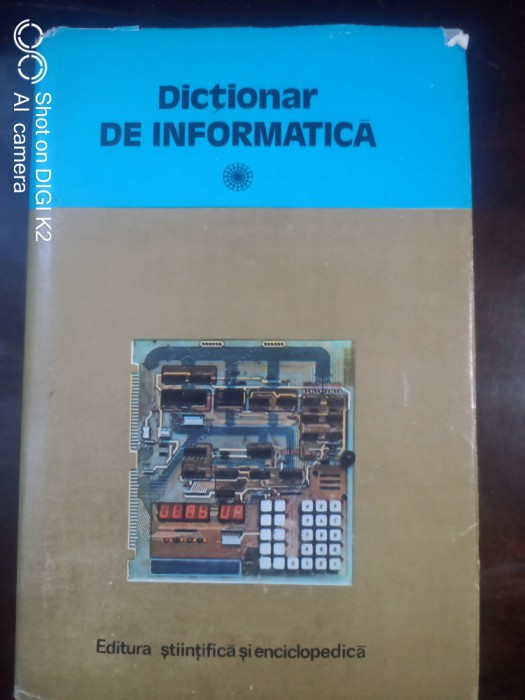 Dicționar
DE INFORMATICĂ
Editura științifică și enciclopedică
Shot on DIGI K2
AI camera